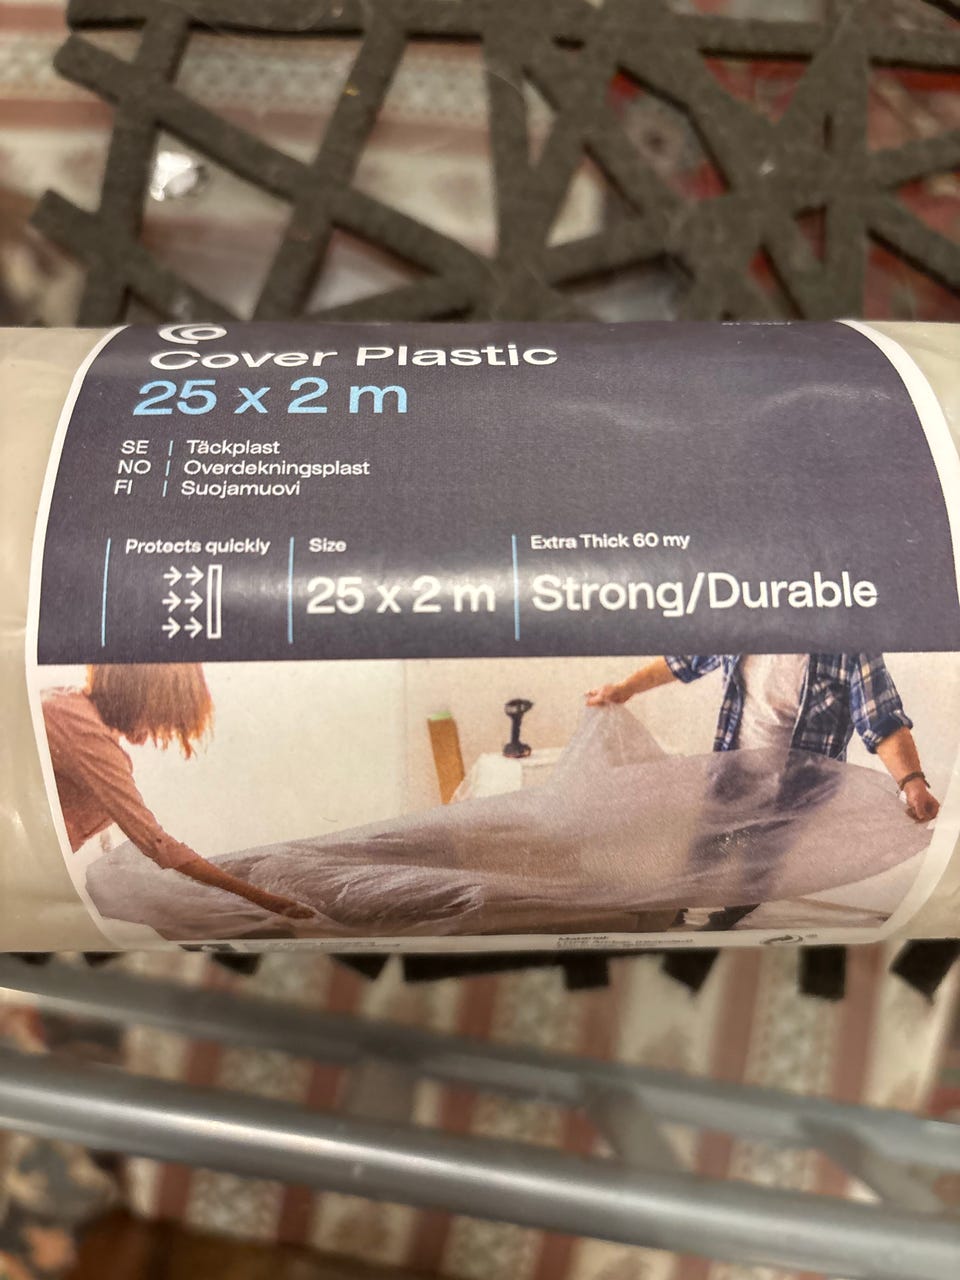 Cover Plastic
25 x 2 m
SE | Täckplast
NO | Overdekningsplast
FI | Suojamuovi
Protects quickly
Size
25 x 2 m
Extra Thick 60 my
Strong/Durable
Material: